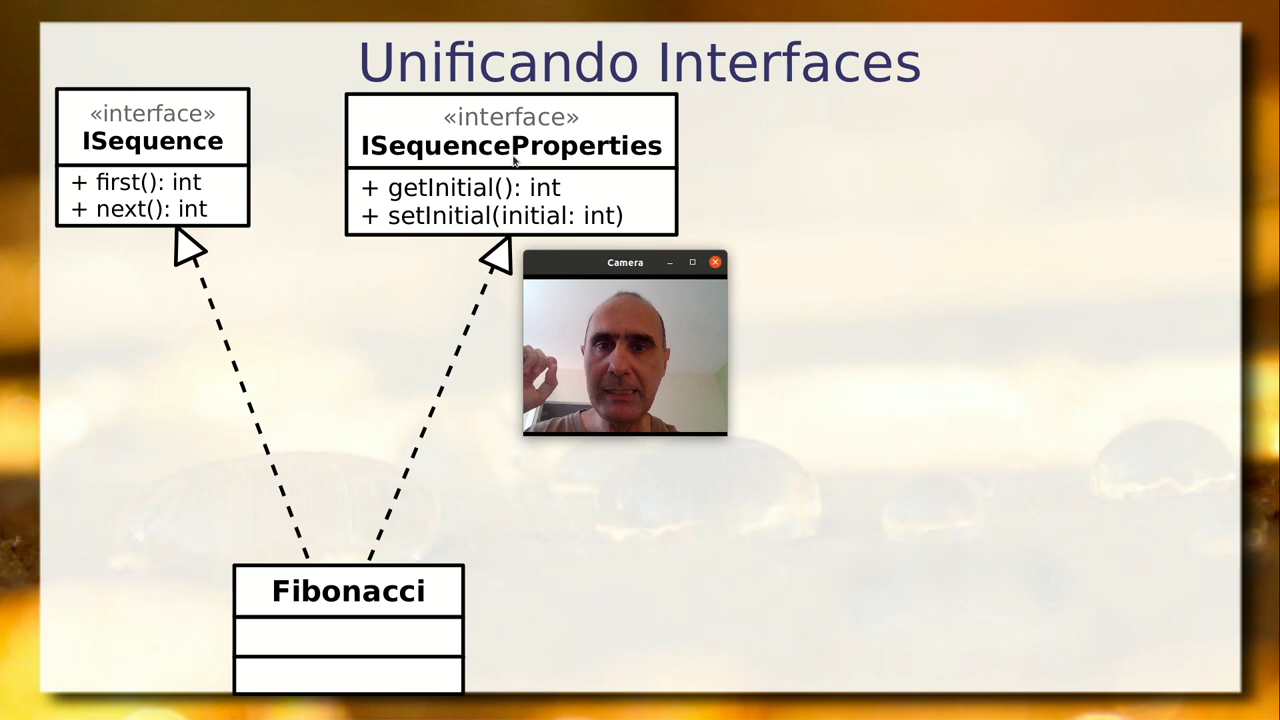 Unificando Interfaces
«interface»
ISequence
+ first(): int
+ next(): int
«interface»
ISequenceProperties
+ getInitial(): int
+ setInitial(initial: int)
Camera
Fibonacci